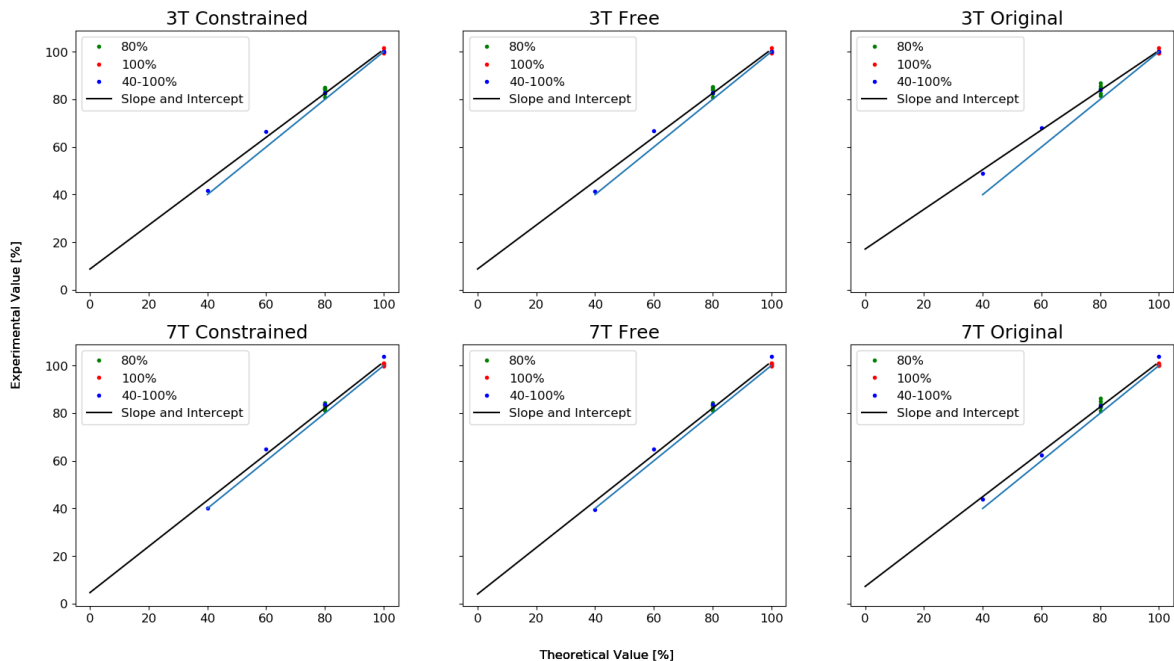 3T Constrained
80%
100%
40-100%
Slope and Intercept
100
80
60
40
20
0
0 20 40 60 80 100
3T Free
80%
100%
40-100%
Slope and Intercept
0 20 40 60 80 100
3T Original
80%
100%
40-100%
Slope and Intercept
0 20 40 60 80 100
Experimental Value [%]
7T Constrained
80%
100%
40-100%
Slope and Intercept
100
80
60
40
20
0
0 20 40 60 80 100
7T Free
80%
100%
40-100%
Slope and Intercept
0 20 40 60 80 100
7T Original
80%
100%
40-100%
Slope and Intercept
0 20 40 60 80 100
Theoretical Value [%]